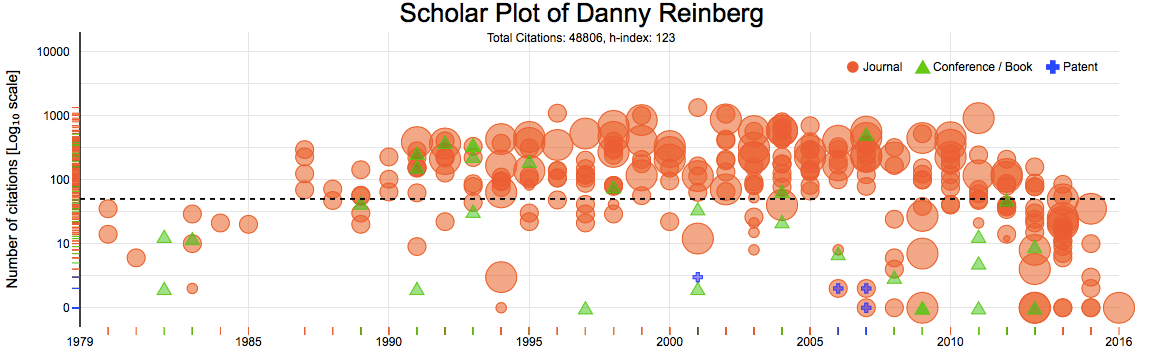 Scholar Plot of Danny Reinberg
Total Citations: 48806, h-index: 123
Journal Conference / Book Patent
Number of citations [Log₁₀ scale]
10000
1000
100
10
0
1979 1985 1990 1995 2000 2005 2010 2016